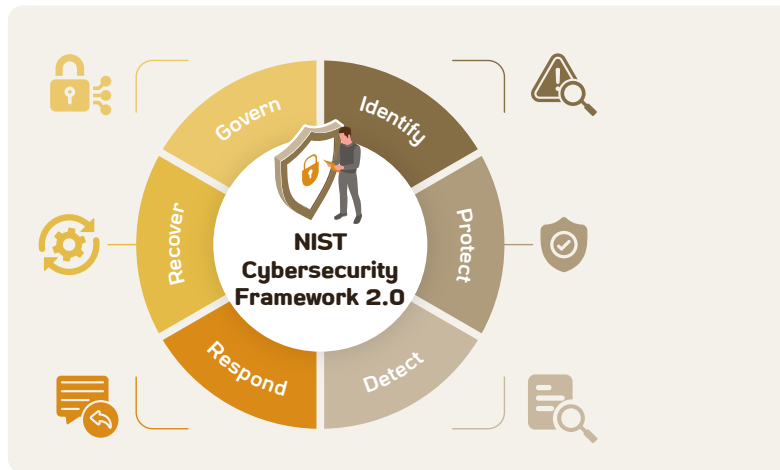 Govern
Identify
Protect
Detect
Respond
Recover
NIST
Cybersecurity
Framework 2.0